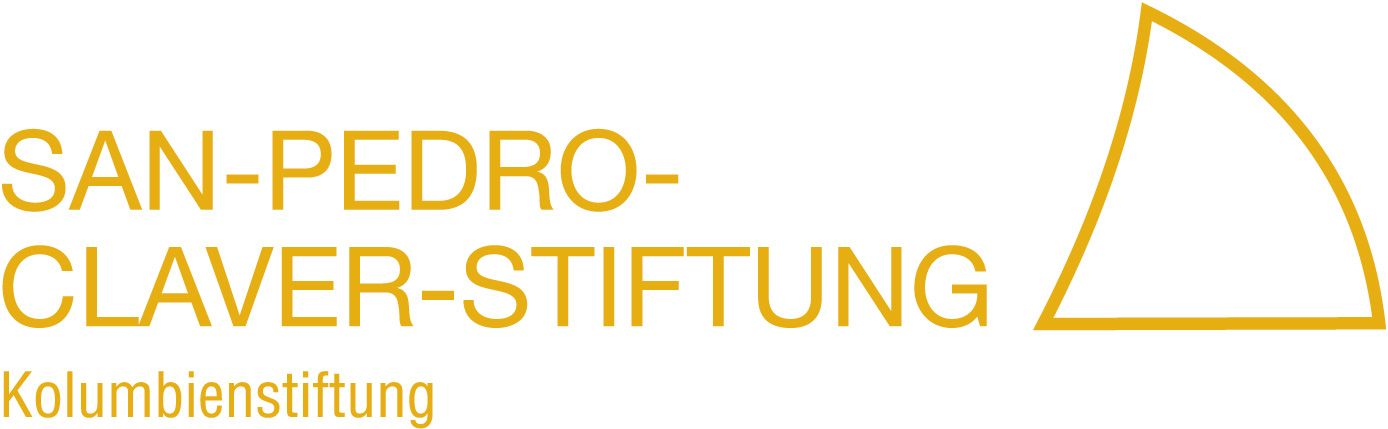 SAN-PEDRO-
CLAVER-STIFTUNG
Kolumbienstiftung